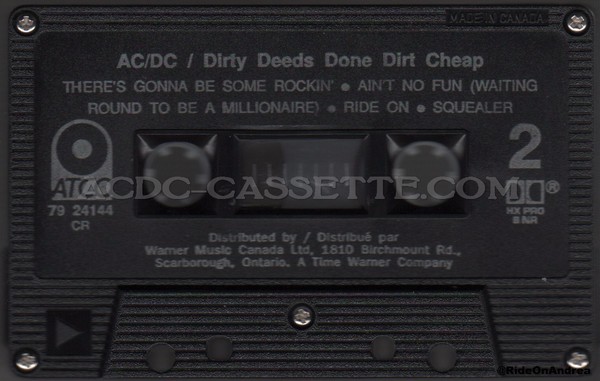 MADE IN CANADA
AC/DC / Dirty Deeds Done Dirt Cheap
THERE'S GONNA BE SOME ROCKIN' • AIN'T NO FUN (WAITING
ROUND TO BE A MILLIONAIRE) • RIDE ON • SQUEALER
2
ATCO
ACDC-CASSETTE.COM
79 24144
CR
HX PRO
B NR
®
Distributed by / Distribué par
Warner Music Canada Ltd, 1810 Birchmount Rd.,
Scarborough, Ontario. A Time Warner Company
@RideOnAndrea